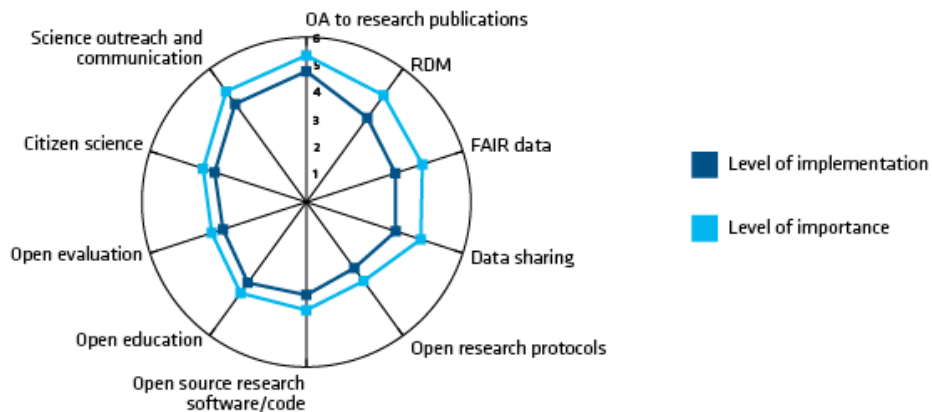 OA to research publications
6
5
4
3
2
1
RDM
FAIR data
Data sharing
Open research protocols
Open source research
software/code
Open education
Open evaluation
Citizen science
Science outreach and
communication
Level of implementation
Level of importance